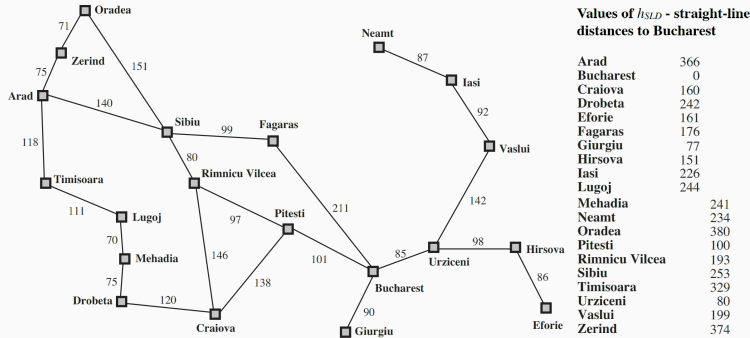 Oradea
71
Zerind
75
151
Arad
140
118
Sibiu
99
Fagaras
80
Rimnicu Vilcea
Timisoara
111
Lugoj
70
Mehadia
75
Drobeta
120
Craiova
146
97
Pitesti
138
101
211
Bucharest
90
Giurgiu
85
Urziceni
98
Hirsova
86
Eforie
142
Vaslui
92
Iasi
87
Neamt
Values of hSLD - straight-line
distances to Bucharest
Arad 366
Bucharest 0
Craiova 160
Drobeta 242
Eforie 161
Fagaras 176
Giurgiu 77
Hirsova 151
Iasi 226
Lugoj 244
Mehadia 241
Neamt 234
Oradea 380
Pitesti 100
Rimnicu Vilcea 193
Sibiu 253
Timisoara 329
Urziceni 80
Vaslui 199
Zerind 374